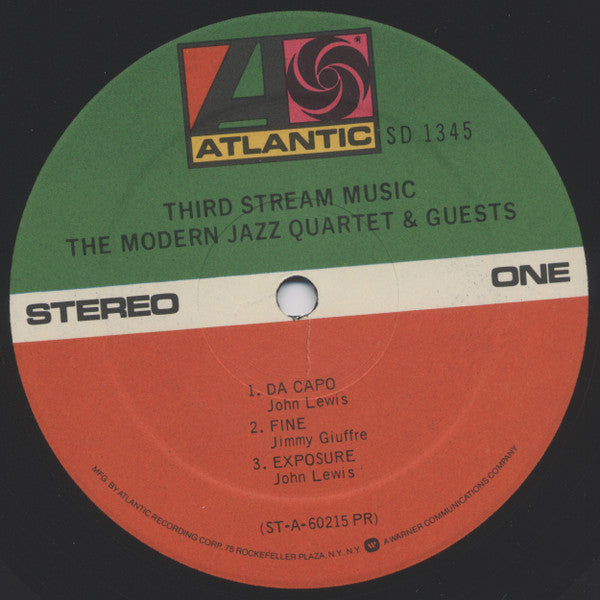 ATLANTIC
SD 1345
THIRD STREAM MUSIC
THE MODERN JAZZ QUARTET & GUESTS
STEREO
ONE
1. DA CAPO
John Lewis
2. FINE
Jimmy Giuffre
3. EXPOSURE
John Lewis
(ST-A-60215 PR)
MFG. BY ATLANTIC RECORDING CORP. 75 ROCKEFELLER PLAZA, N.Y. N.Y. A WARNER COMMUNICATIONS COMPANY